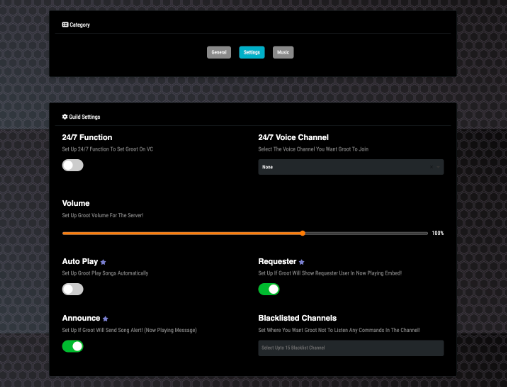 Category
General Settings Music
Guild Settings
24/7 Function
Set Up 24/7 Function To Set Groot On VC
24/7 Voice Channel
Select The Voice Channel You Want Groot To Join
None
Volume
Set Up Groot Volume For The Server!
100%
Auto Play
Set Up Groot Play Songs Automatically
Requester
Set Up If Groot Will Show Requester User In Now Playing Embed!
Announce
Set Up If Groot Will Send Song Alert! (Now Playing Message)
Blacklisted Channels
Set Where You Want Groot Not To Listen Any Commands In The Channel!
Select Upto 10 Blacklist Channel